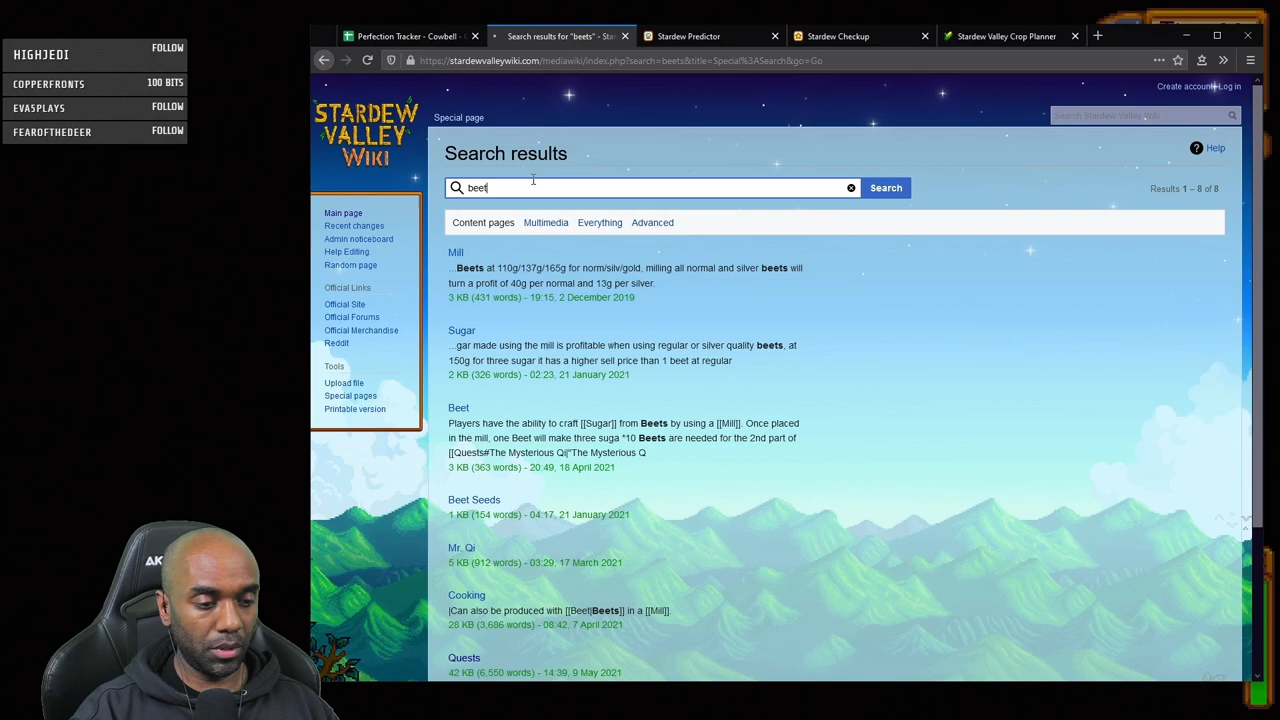 HIGHJEDI FOLLOW
COPPERFRONTS 100 BITS
EVASPLAYS FOLLOW
FEAROFTHEDEER FOLLOW
Perfection Tracker - Cowbell - C
Search results for "beets" - Star
Stardew Predictor
Stardew Checkup
Stardew Valley Crop Planner
https://stardewvalleywiki.com/mediawiki/index.php?search=beets&title=Special%3ASearch&go=Go
Create account Log in
STARDEW
VALLEY
WIKI
Special page
Search Stardew Valley Wiki
Search results
Help
beet
Search
Results 1 – 8 of 8
Content pages Multimedia Everything Advanced
Main page
Recent changes
Admin noticeboard
Help Editing
Random page
Official Links
Official Site
Official Forums
Official Merchandise
Reddit
Tools
Upload file
Special pages
Printable version
Mill
...Beets at 110g/137g/165g for norm/silv/gold, milling all normal and silver beets will
turn a profit of 40g per normal and 13g per silver.
3 KB (431 words) - 19:15, 2 December 2019
Sugar
...gar made using the mill is profitable when using regular or silver quality beets, at
150g for three sugar it has a higher sell price than 1 beet at regular
2 KB (326 words) - 02:23, 21 January 2021
Beet
Players have the ability to craft [[Sugar]] from Beets by using a [[Mill]]. Once placed
in the mill, one Beet will make three suga *10 Beets are needed for the 2nd part of
[[Quests#The Mysterious Qi|"The Mysterious Q
3 KB (363 words) - 20:49, 18 April 2021
Beet Seeds
1 KB (154 words) - 04:17, 21 January 2021
Mr. Qi
5 KB (912 words) - 03:29, 17 March 2021
Cooking
|Can also be produced with [[Beet|Beets]] in a [[Mill]].
28 KB (3,686 words) - 08:42, 7 April 2021
Quests
42 KB (6,550 words) - 14:39, 9 May 2021
AK